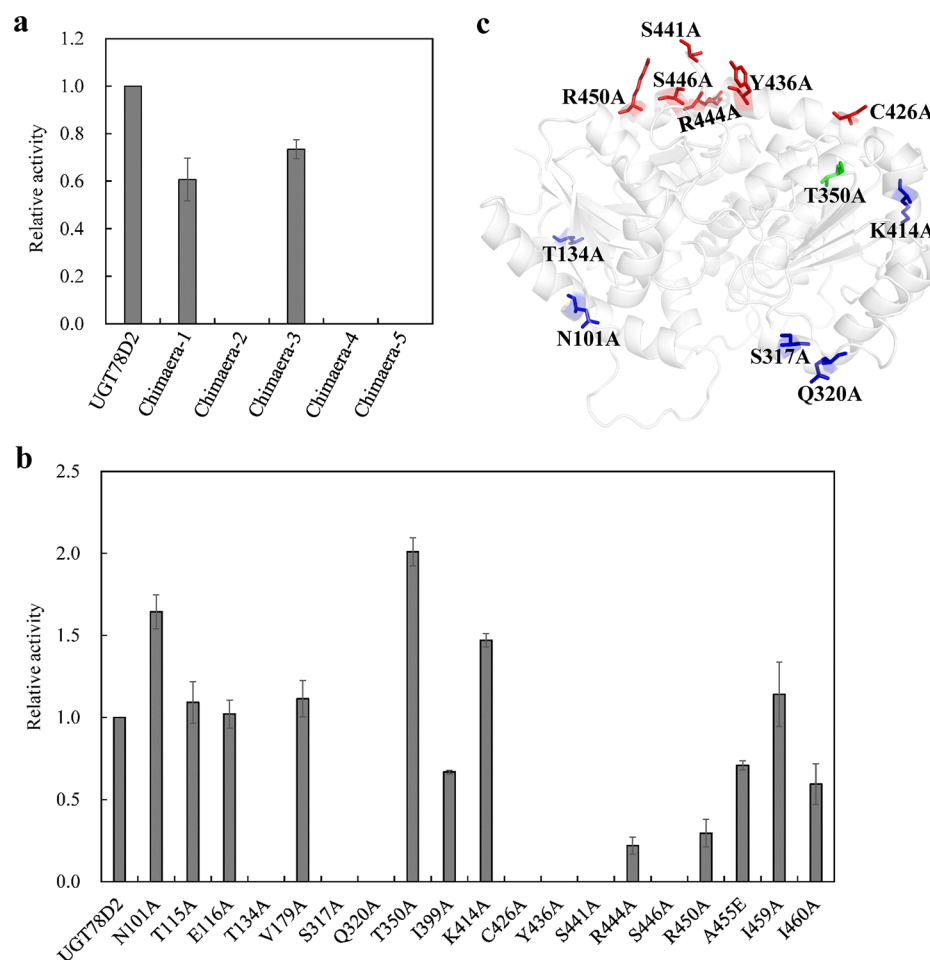 a
1.2
1.0
0.8
0.6
0.4
0.2
0.0
Relative activity
UGT78D2
Chimaera-1
Chimaera-2
Chimaera-3
Chimaera-4
Chimaera-5
c
S441A
R450A
S446A
R444A
Y436A
C426A
T350A
K414A
T134A
N101A
S317A
Q320A
b
2.5
2.0
1.5
1.0
0.5
0.0
Relative activity
UGT78D2
N101A
T115A
E116A
T134A
V179A
S317A
Q320A
T350A
I399A
K414A
C426A
Y436A
S441A
R444A
S446A
R450A
A455E
I459A
I460A